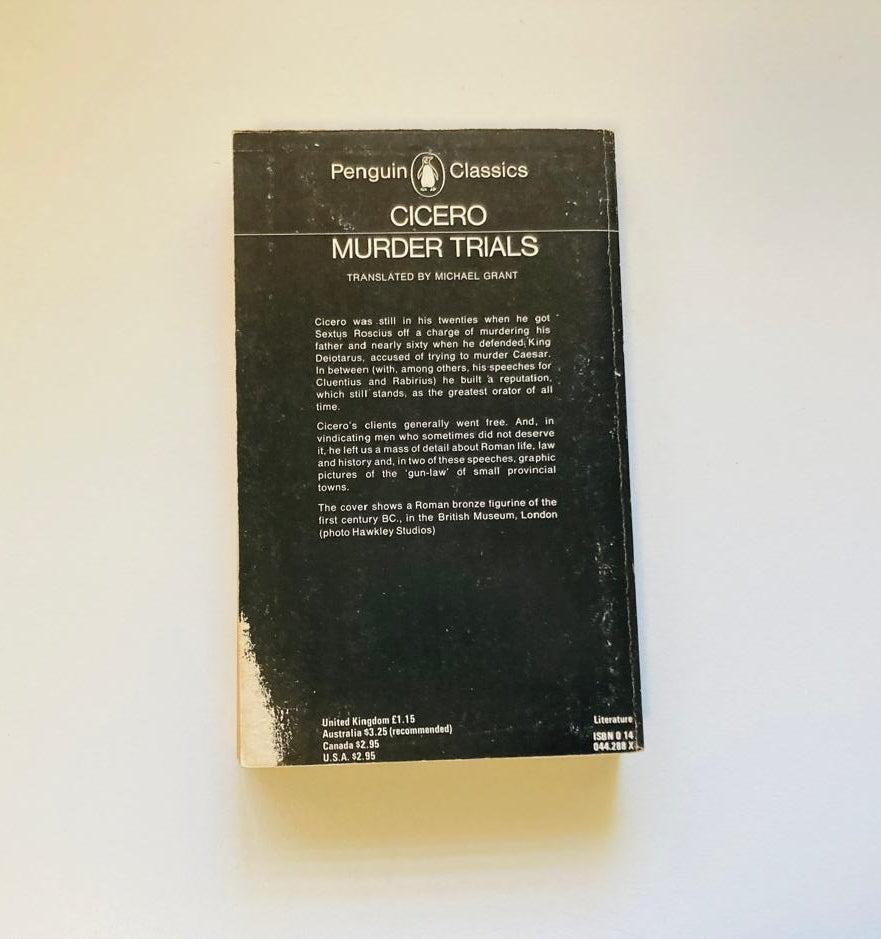 Penguin Classics
CICERO
MURDER TRIALS
TRANSLATED BY MICHAEL GRANT
Cicero was still in his twenties when he got
Sextus Roscius off a charge of murdering his
father and nearly sixty when he defended King
Deiotarus, accused of trying to murder Caesar.
In between (with, among others, his speeches for
Cluentius and Rabirius) he built a reputation,
which still stands, as the greatest orator of all
time.
Cicero's clients generally went free. And, in
vindicating men who sometimes did not deserve
it, he left us a mass of detail about Roman life, law
and history and, in two of these speeches, graphic
pictures of the 'gun-law' of small provincial
towns.
The cover shows a Roman bronze figurine of the
first century BC., in the British Museum, London
(photo Hawkley Studios)
United Kingdom £1.15
Australia $3.25 (recommended)
Canada $2.95
U.S.A. $2.95
Literature
ISBN 0 14
044.288 X